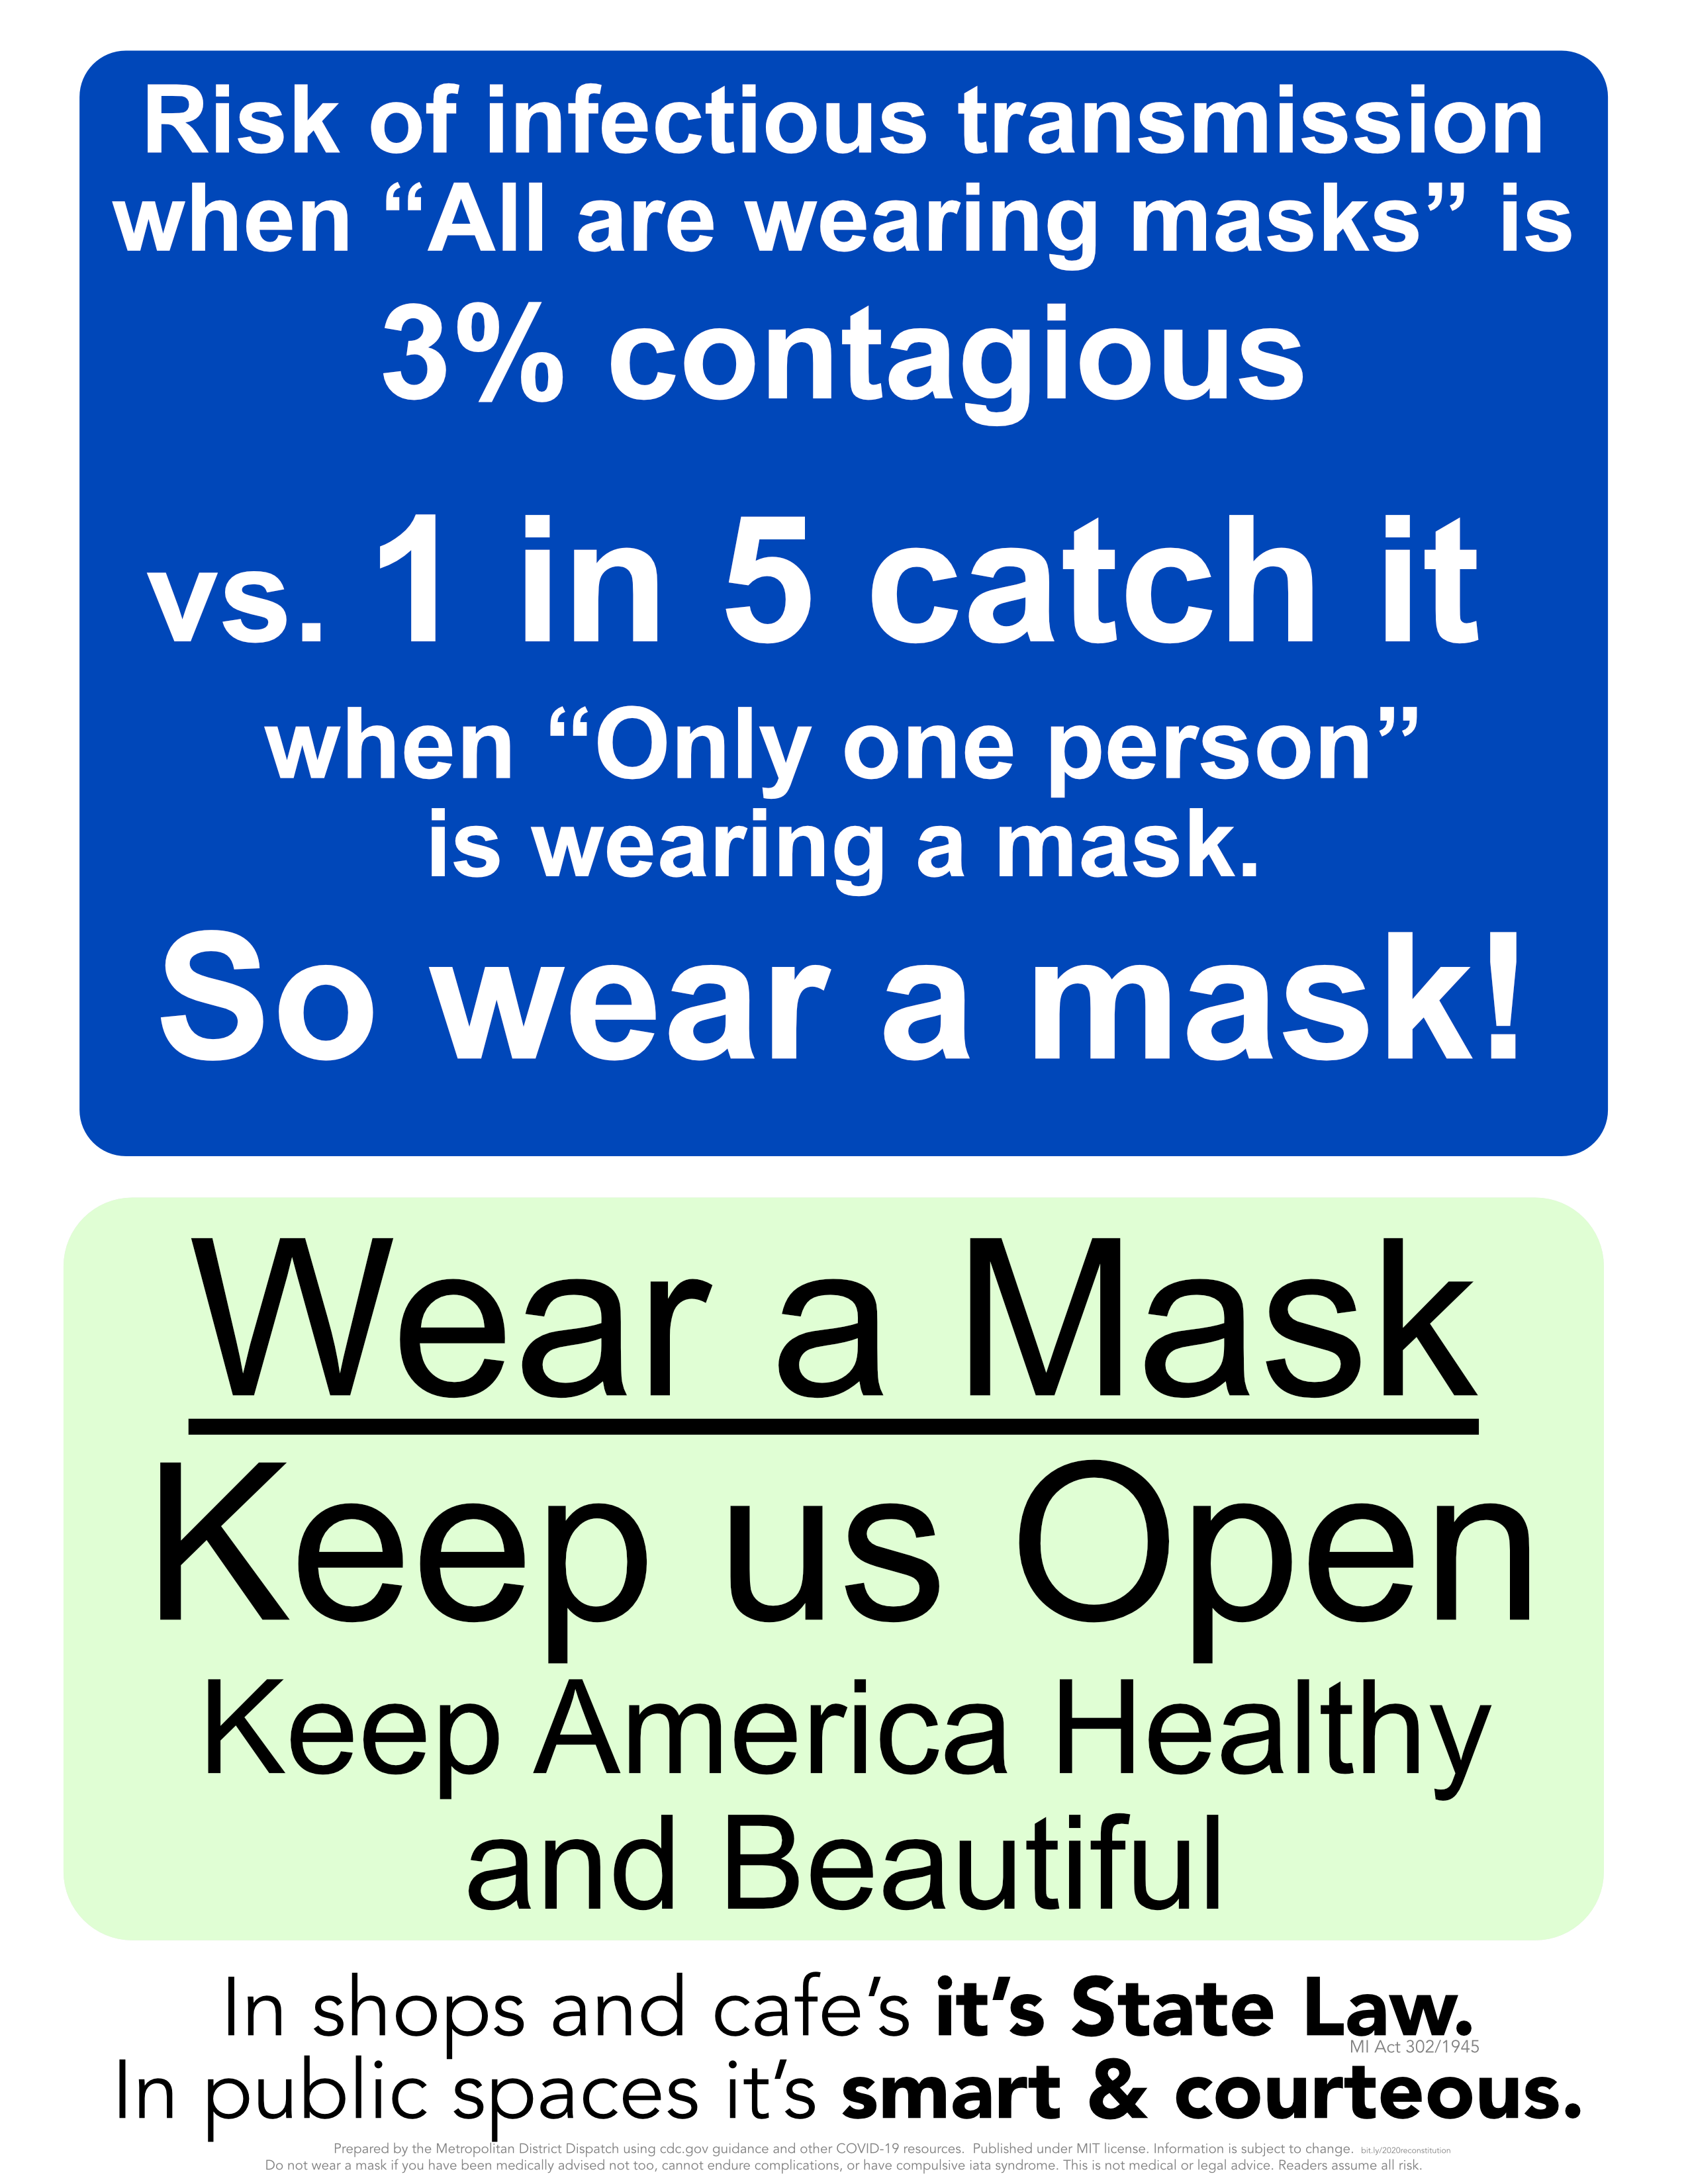 Risk of infectious transmission
when “All are wearing masks” is
3% contagious
vs. 1 in 5 catch it
when “Only one person”
is wearing a mask.
So wear a mask!
Wear a Mask
Keep us Open
Keep America Healthy
and Beautiful
In shops and cafe’s it’s State Law.
MI Act 302/1945
In public spaces it’s smart & courteous.
Prepared by the Metropolitan District Dispatch using cdc.gov guidance and other COVID-19 resources. Published under MIT license. Information is subject to change. bit.ly/2020reconstitution
Do not wear a mask if you have been medically advised not too, cannot endure complications, or have compulsive iata syndrome. This is not medical or legal advice. Readers assume all risk.